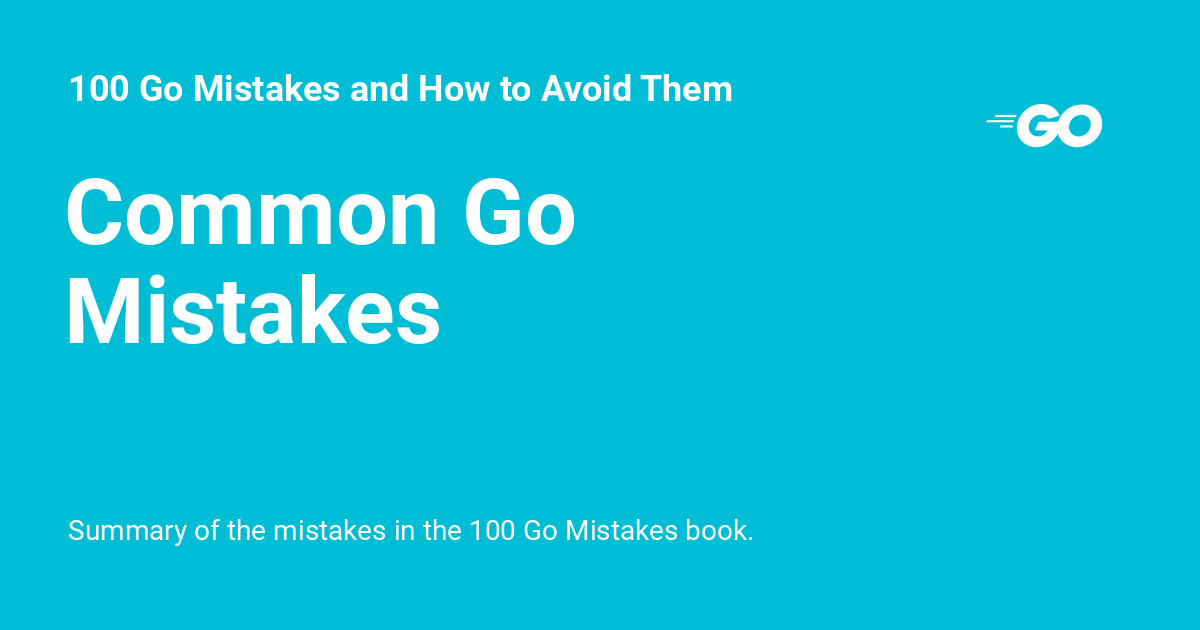 100 Go Mistakes and How to Avoid Them
GO
Common Go
Mistakes
Summary of the mistakes in the 100 Go Mistakes book.